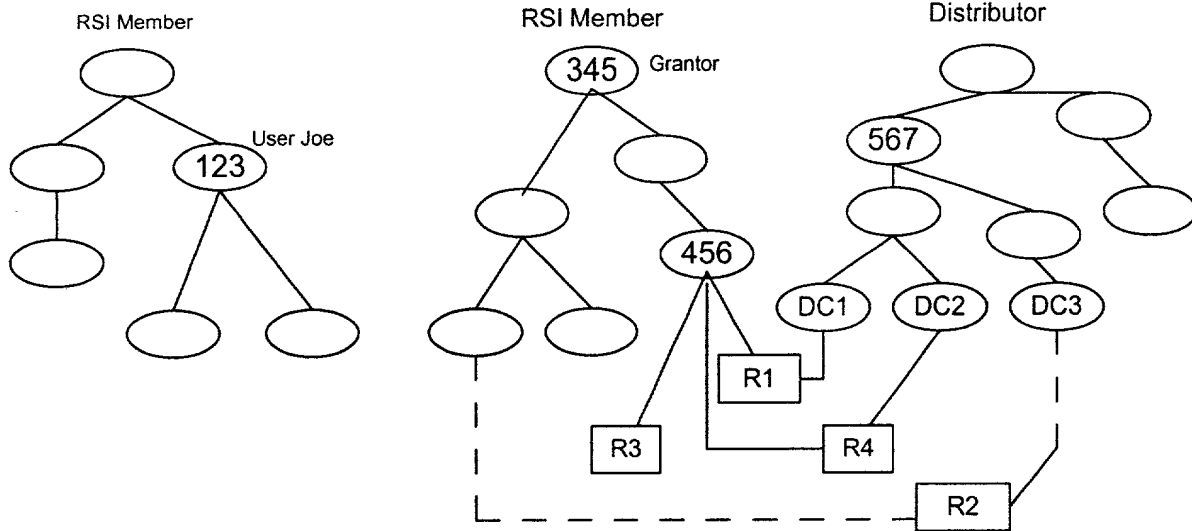 RSI Member
RSI Member
Distributor
345
Grantor
User Joe
123
567
456
DC1
DC2
DC3
R1
R3
R4
R2